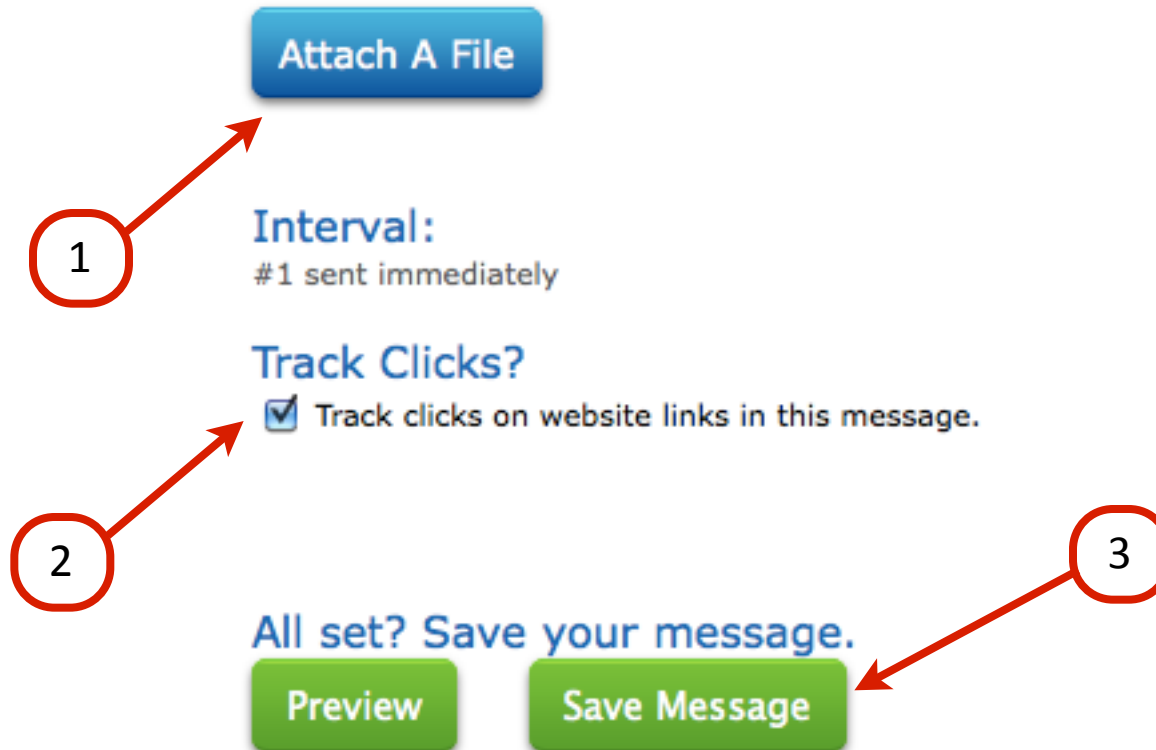 Attach A File
1
Interval:
#1 sent immediately
Track Clicks?
Track clicks on website links in this message.
2
3
All set? Save your message.
Preview Save Message